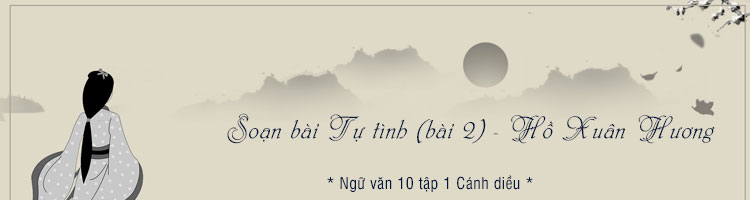 Soạn bài Tự tình (bài 2) - Hồ Xuân Hương
* Ngữ văn 10 tập 1 Cánh diều *